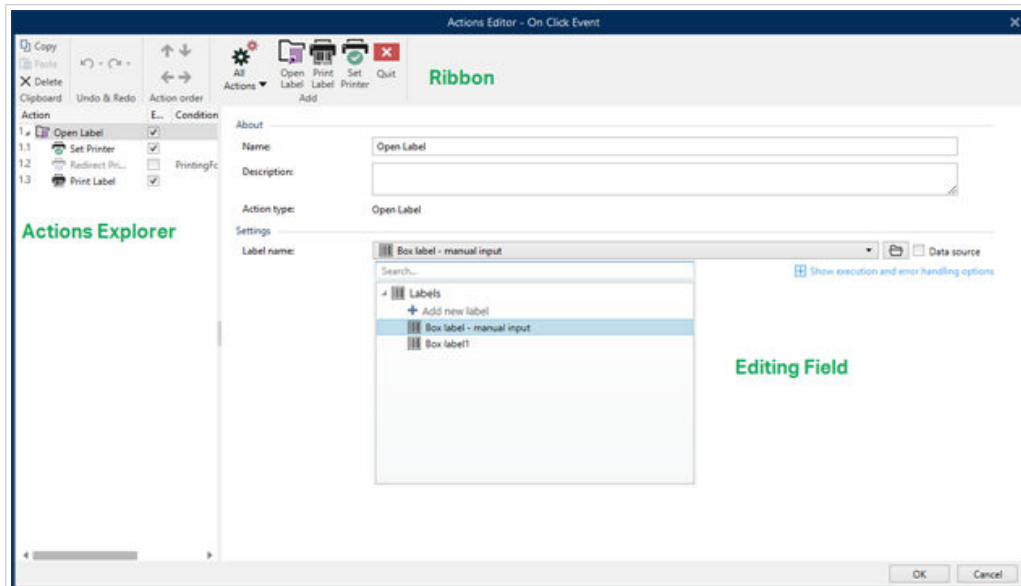 Actions Editor - On Click Event
Copy
Paste
Delete
Clipboard
Undo & Redo
Action order
All Actions
Open Label
Print Label
Set Printer
Quit
Add
Ribbon
Action E... Condition
1 Open Label
1.1 Set Printer
1.2 Redirect Pri... PrintingFc
1.3 Print Label
Actions Explorer
About
Name: Open Label
Description:
Action type: Open Label
Settings
Label name: Box label - manual input Data source
Search...
Show execution and error handling options
Labels
Add new label
Box label - manual input
Box label1
Editing Field
OK Cancel